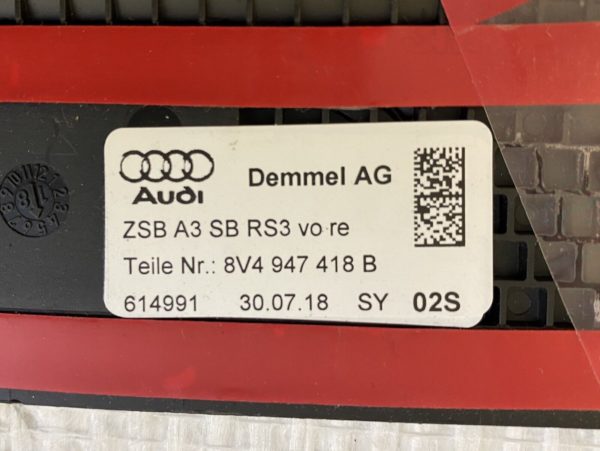 Audi
Demmel AG
ZSB A3 SB RS3 vo re
Teile Nr.: 8V4 947 418 B
614991 30.07.18 SY 02S
18